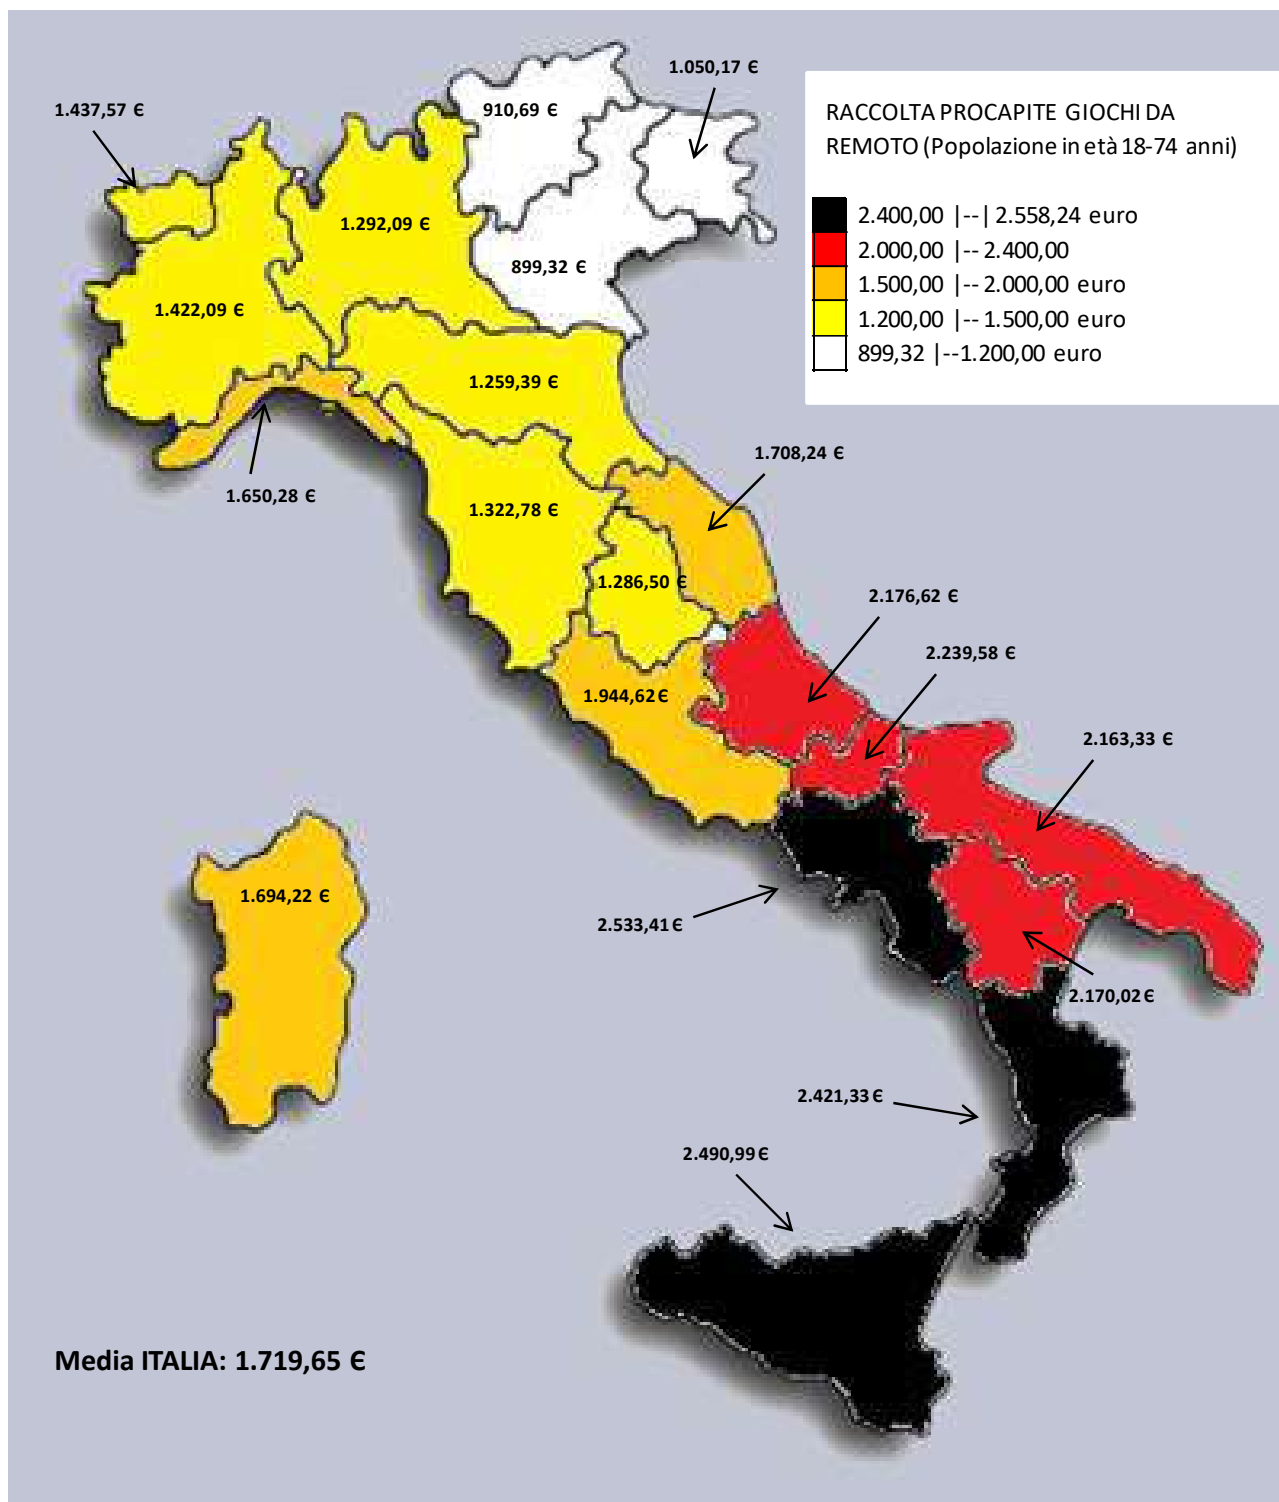 1.050,17 €
910,69 €
1.437,57 €
RACCOLTA PROCAPITE GIOCHI DA
REMOTO (Popolazione in età 18-74 anni)
2.400,00 |--| 2.558,24 euro
2.000,00 |-- 2.400,00
1.500,00 |-- 2.000,00 euro
1.200,00 |-- 1.500,00 euro
899,32 |--1.200,00 euro
1.292,09 €
899,32 €
1.422,09 €
1.259,39 €
1.708,24 €
1.650,28 €
1.322,78 €
1.286,50 €
2.176,62 €
2.239,58 €
1.944,62 €
2.163,33 €
1.694,22 €
2.533,41 €
2.170,02 €
2.421,33 €
2.490,99 €
Media ITALIA: 1.719,65 €